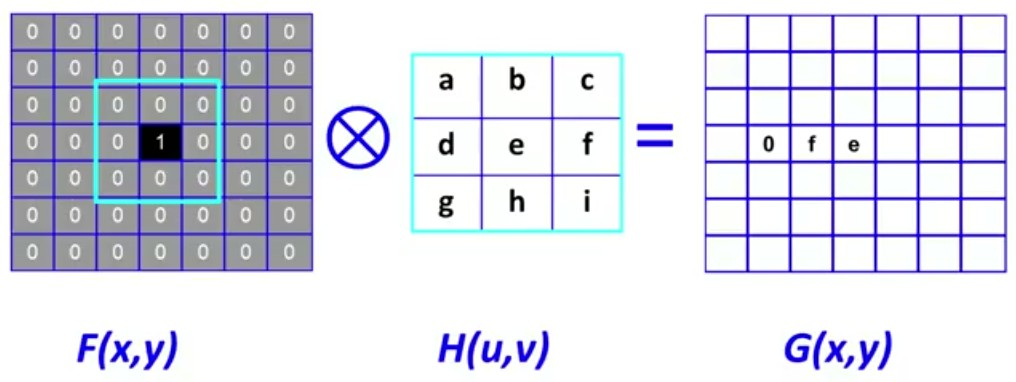 0 0 0 0 0 0 0
0 0 0 0 0 0 0
0 0 0 0 0 0 0
0 0 0 1 0 0 0
0 0 0 0 0 0 0
0 0 0 0 0 0 0
0 0 0 0 0 0 0
⊗
a b c
d e f
g h i
=
0 f e
F(x,y)
H(u,v)
G(x,y)